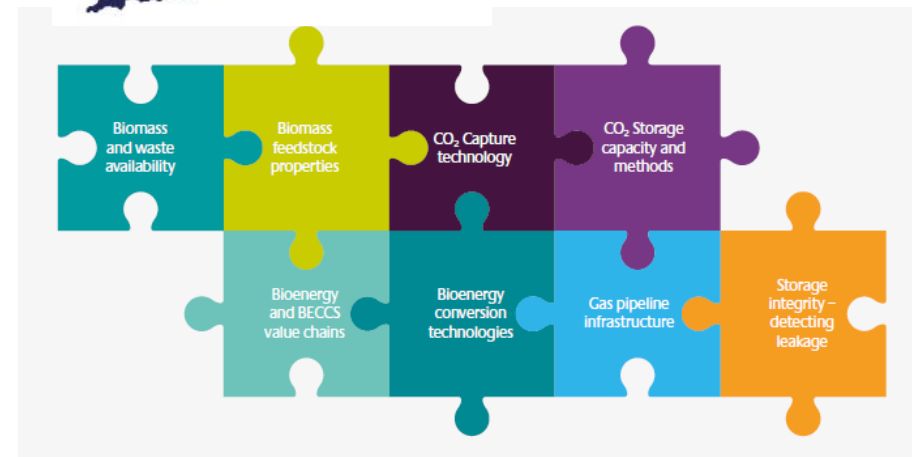 Biomass
and waste
availability
Biomass
feedstock
properties
CO₂ Capture
technology
CO₂ Storage
capacity and
methods
Bioenergy
and BECCS
value chains
Bioenergy
conversion
technologies
Gas pipeline
infrastructure
Storage
integrity –
detecting
leakage